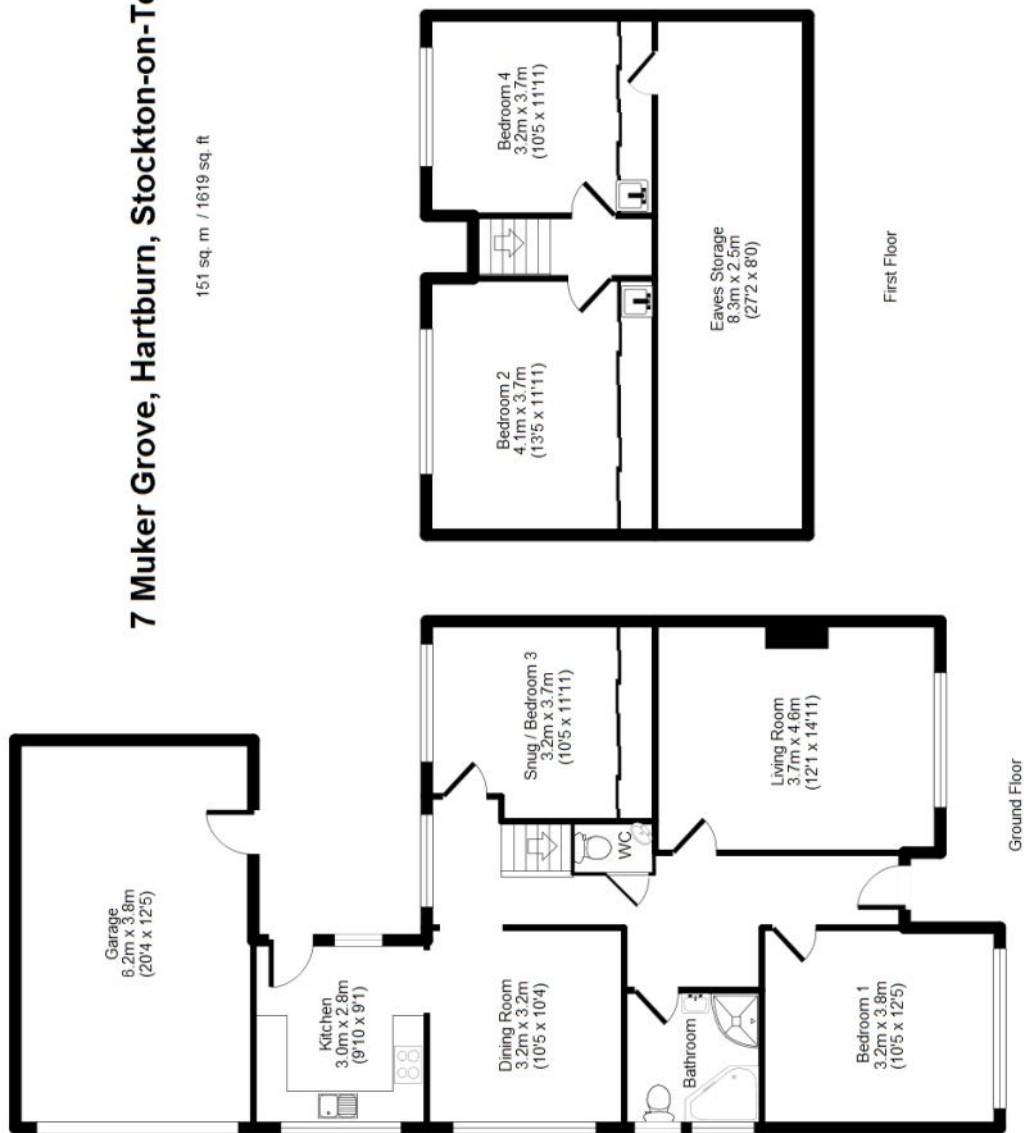 7 Muker Grove, Hartburn, Stockton-on-
151 sq. m / 1619 sq. ft
Garage
6.2m x 3.8m
(20'4 x 12'5)
Kitchen
3.0m x 2.8m
(9'10 x 9'1)
Dining Room
3.2m x 3.2m
(10'5 x 10'4)
Bathroom
Bedroom 1
3.2m x 3.8m
(10'5 x 12'5)
WC
Snug / Bedroom 3
3.2m x 3.7m
(10'5 x 11'11)
Living Room
3.7m x 4.6m
(12'1 x 14'11)
Ground Floor
Bedroom 2
4.1m x 3.7m
(13'5 x 11'11)
Bedroom 4
3.2m x 3.7m
(10'5 x 11'11)
Eaves Storage
8.3m x 2.5m
(27'2 x 8'0)
First Floor